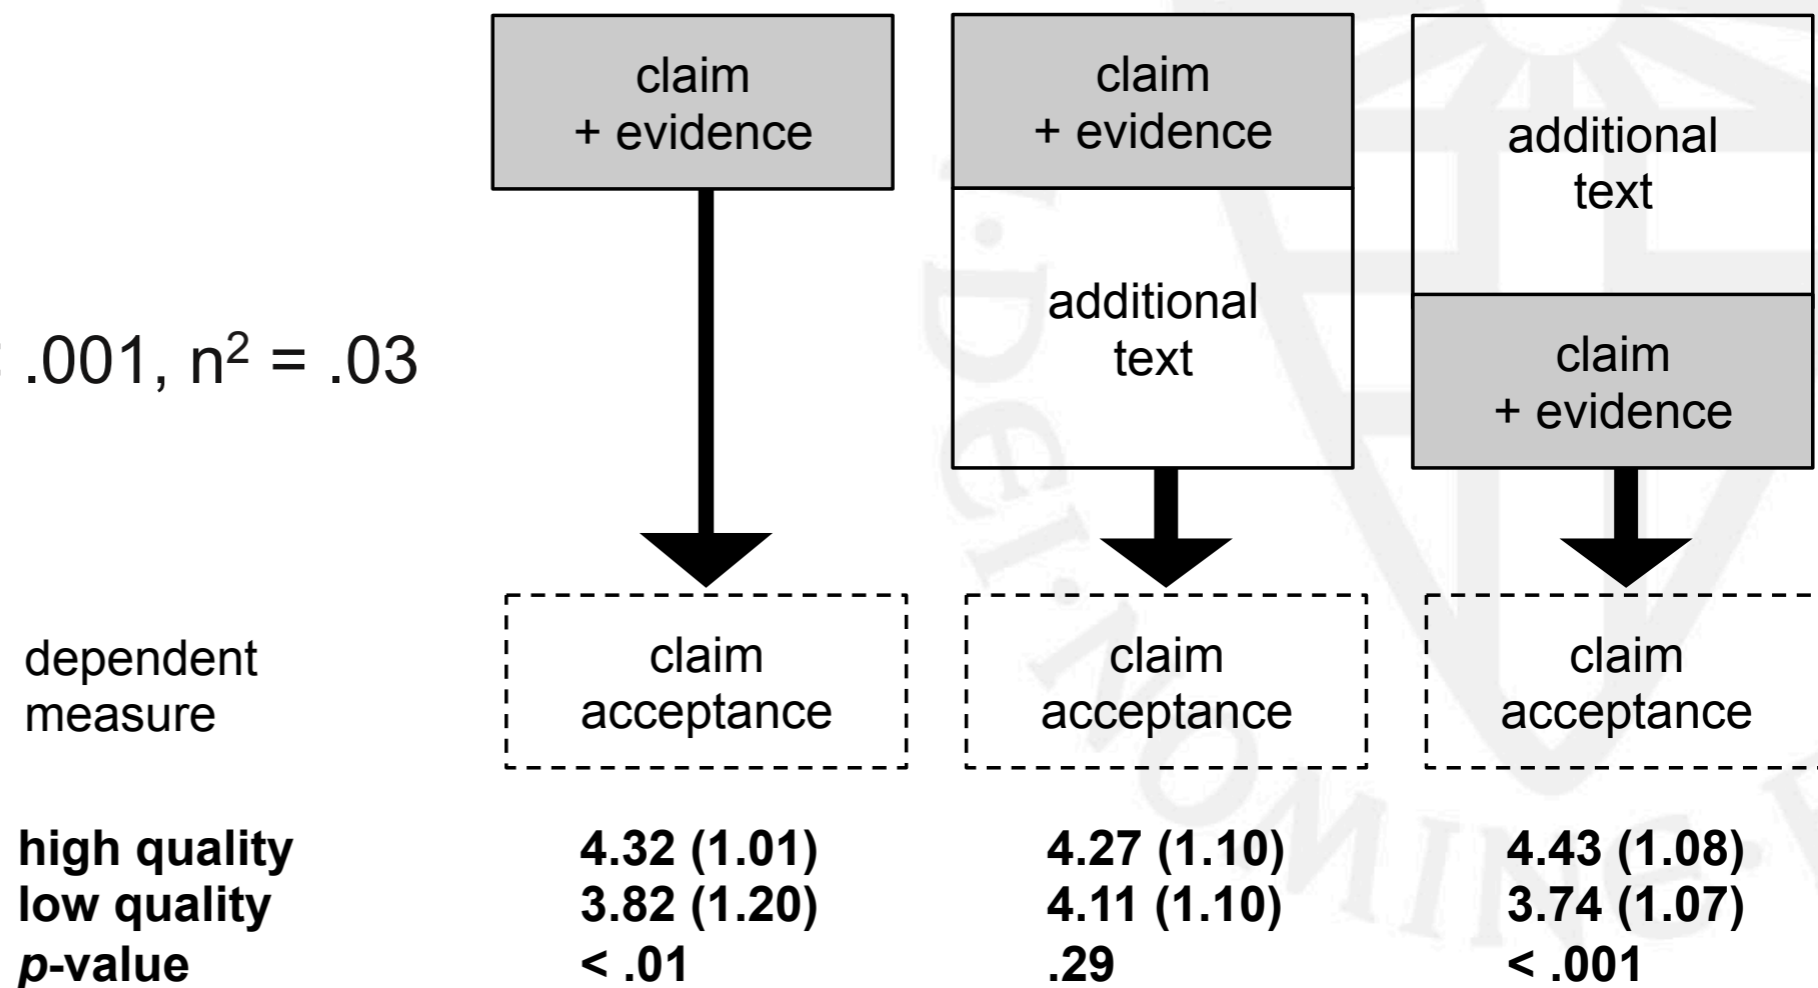 claim
+ evidence
claim
+ evidence
additional
text
additional
text
claim
+ evidence
.001, n² = .03
dependent
measure
claim
acceptance
claim
acceptance
claim
acceptance
high quality 4.32 (1.01) 4.27 (1.10) 4.43 (1.08)
low quality 3.82 (1.20) 4.11 (1.10) 3.74 (1.07)
p-value < .01 .29 < .001
DEI·NOMINE·